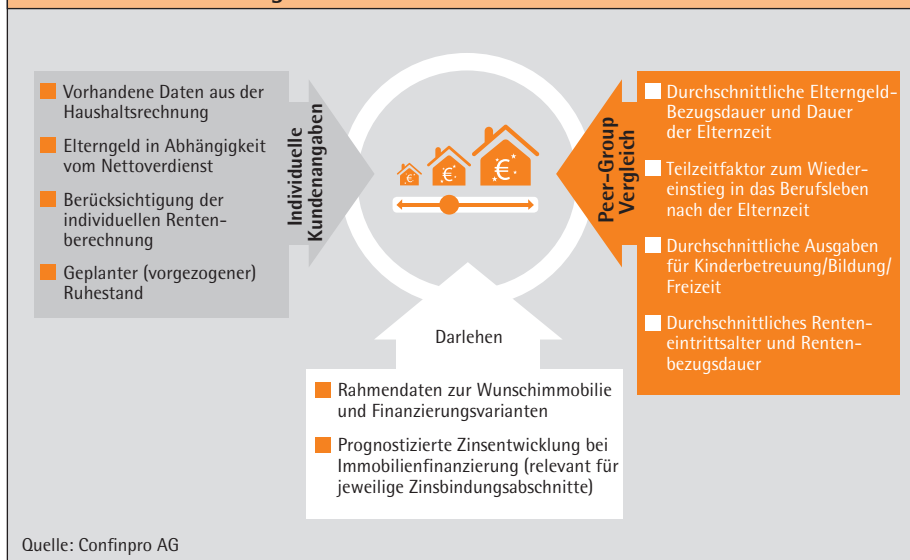 Vorhandene Daten aus der
Haushaltsrechnung
Elterngeld in Abhängigkeit
vom Nettoverdienst
Berücksichtigung der
individuellen Renten-
berechnung
Geplanter (vorgezogener)
Ruhestand
Individuelle
Kundenangaben
€
€
€
Peer-Group
Vergleich
Durchschnittliche Elterngeld-
Bezugsdauer und Dauer
der Elternzeit
Teilzeitfaktor zum Wieder-
einstieg in das Berufsleben
nach der Elternzeit
Durchschnittliche Ausgaben
für Kinderbetreuung/Bildung/
Freizeit
Durchschnittliches Renten-
eintrittsalter und Renten-
bezugsdauer
Darlehen
Rahmendaten zur Wunschimmobilie
und Finanzierungsvarianten
Prognostizierte Zinsentwicklung bei
Immobilienfinanzierung (relevant für
jeweilige Zinsbindungsabschnitte)
Quelle: Confinpro AG